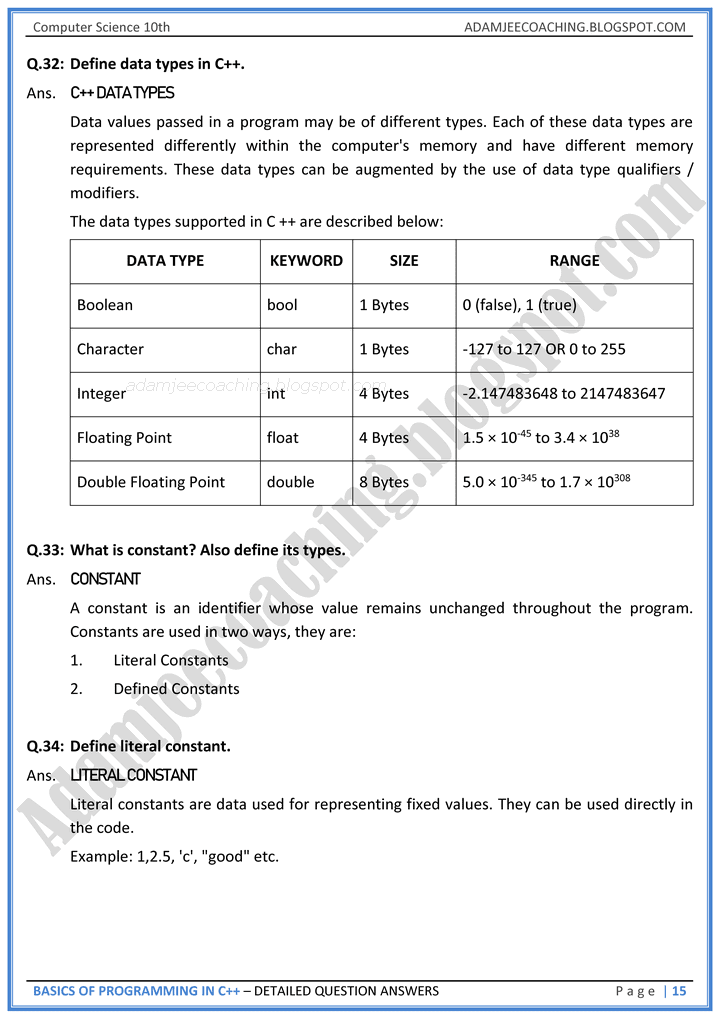 Computer Science 10th ADAMJEECOACHING.BLOGSPOT.COM
Q.32: Define data types in C++.
Ans. C++ DATA TYPES
Data values passed in a program may be of different types. Each of these data types are
represented differently within the computer's memory and have different memory
requirements. These data types can be augmented by the use of data type qualifiers /
modifiers.
The data types supported in C ++ are described below:
DATA TYPE KEYWORD SIZE RANGE
Boolean bool 1 Bytes 0 (false), 1 (true)
Character char 1 Bytes -127 to 127 OR 0 to 255
Integer int 4 Bytes -2.147483648 to 2147483647
adamjeecoaching.blogspot.com
Floating Point float 4 Bytes 1.5 × 10⁻⁴⁵ to 3.4 × 10³⁸
Double Floating Point double 8 Bytes 5.0 × 10⁻³⁴⁵ to 1.7 × 10³⁰⁸
Q.33: What is constant? Also define its types.
Ans. CONSTANT
A constant is an identifier whose value remains unchanged throughout the program.
Constants are used in two ways, they are:
1. Literal Constants
2. Defined Constants
Q.34: Define literal constant.
Ans. LITERAL CONSTANT
Literal constants are data used for representing fixed values. They can be used directly in
the code.
Example: 1,2.5, 'c', "good" etc.
Adamjeecoaching.blogspot.com
BASICS OF PROGRAMMING IN C++ – DETAILED QUESTION ANSWERS Page | 15